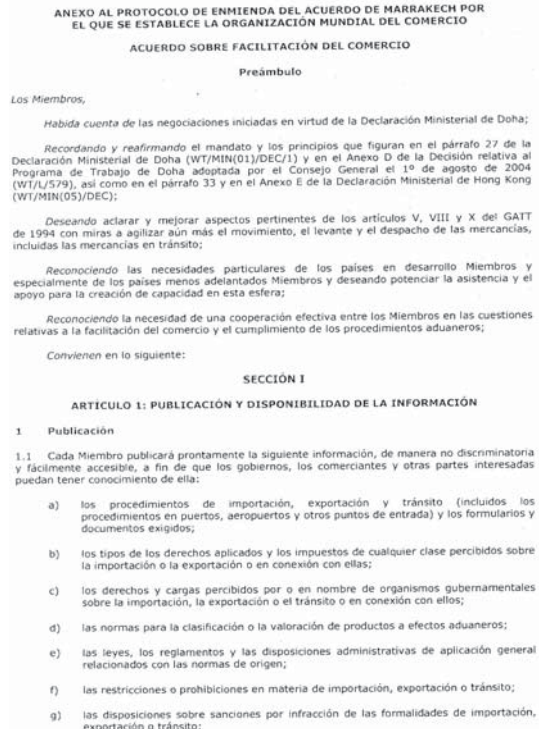 ANEXO AL PROTOCOLO DE ENMIENDA DEL ACUERDO DE MARRAKECH POR
EL QUE SE ESTABLECE LA ORGANIZACIÓN MUNDIAL DEL COMERCIO
ACUERDO SOBRE FACILITACIÓN DEL COMERCIO
Preámbulo
Los Miembros,
Habida cuenta de las negociaciones iniciadas en virtud de la Declaración Ministerial de Doha;
Recordando y reafirmando el mandato y los principios que figuran en el párrafo 27 de la
Declaración Ministerial de Doha (WT/MIN(01)/DEC/1) y en el Anexo D de la Decisión relativa al
Programa de Trabajo de Doha adoptada por el Consejo General el 1º de agosto de 2004
(WT/L/579), así como en el párrafo 33 y en el Anexo E de la Declaración Ministerial de Hong Kong
(WT/MIN(05)/DEC);
Deseando aclarar y mejorar aspectos pertinentes de los artículos V, VIII y X del GATT
de 1994 con miras a agilizar aún más el movimiento, el levante y el despacho de las mercancías,
incluidas las mercancías en tránsito;
Reconociendo las necesidades particulares de los países en desarrollo Miembros y
especialmente de los países menos adelantados Miembros y deseando potenciar la asistencia y el
apoyo para la creación de capacidad en esta esfera;
Reconociendo la necesidad de una cooperación efectiva entre los Miembros en las cuestiones
relativas a la facilitación del comercio y el cumplimiento de los procedimientos aduaneros;
Convienen en lo siguiente:
SECCIÓN I
ARTÍCULO 1: PUBLICACIÓN Y DISPONIBILIDAD DE LA INFORMACIÓN
1 Publicación
1.1 Cada Miembro publicará prontamente la siguiente información, de manera no discriminatoria
y fácilmente accesible, a fin de que los gobiernos, los comerciantes y otras partes interesadas
puedan tener conocimiento de ella:
a) los procedimientos de importación, exportación y tránsito (incluidos los
procedimientos en puertos, aeropuertos y otros puntos de entrada) y los formularios y
documentos exigidos;
b) los tipos de los derechos aplicados y los impuestos de cualquier clase percibidos sobre
la importación o la exportación o en conexión con ellas;
c) los derechos y cargas percibidos por o en nombre de organismos gubernamentales
sobre la importación, la exportación o el tránsito o en conexión con ellos;
d) las normas para la clasificación o la valoración de productos a efectos aduaneros;
e) las leyes, los reglamentos y las disposiciones administrativas de aplicación general
relacionados con las normas de origen;
f) las restricciones o prohibiciones en materia de importación, exportación o tránsito;
g) las disposiciones sobre sanciones por infracción de las formalidades de importación,
exportación o tránsito;